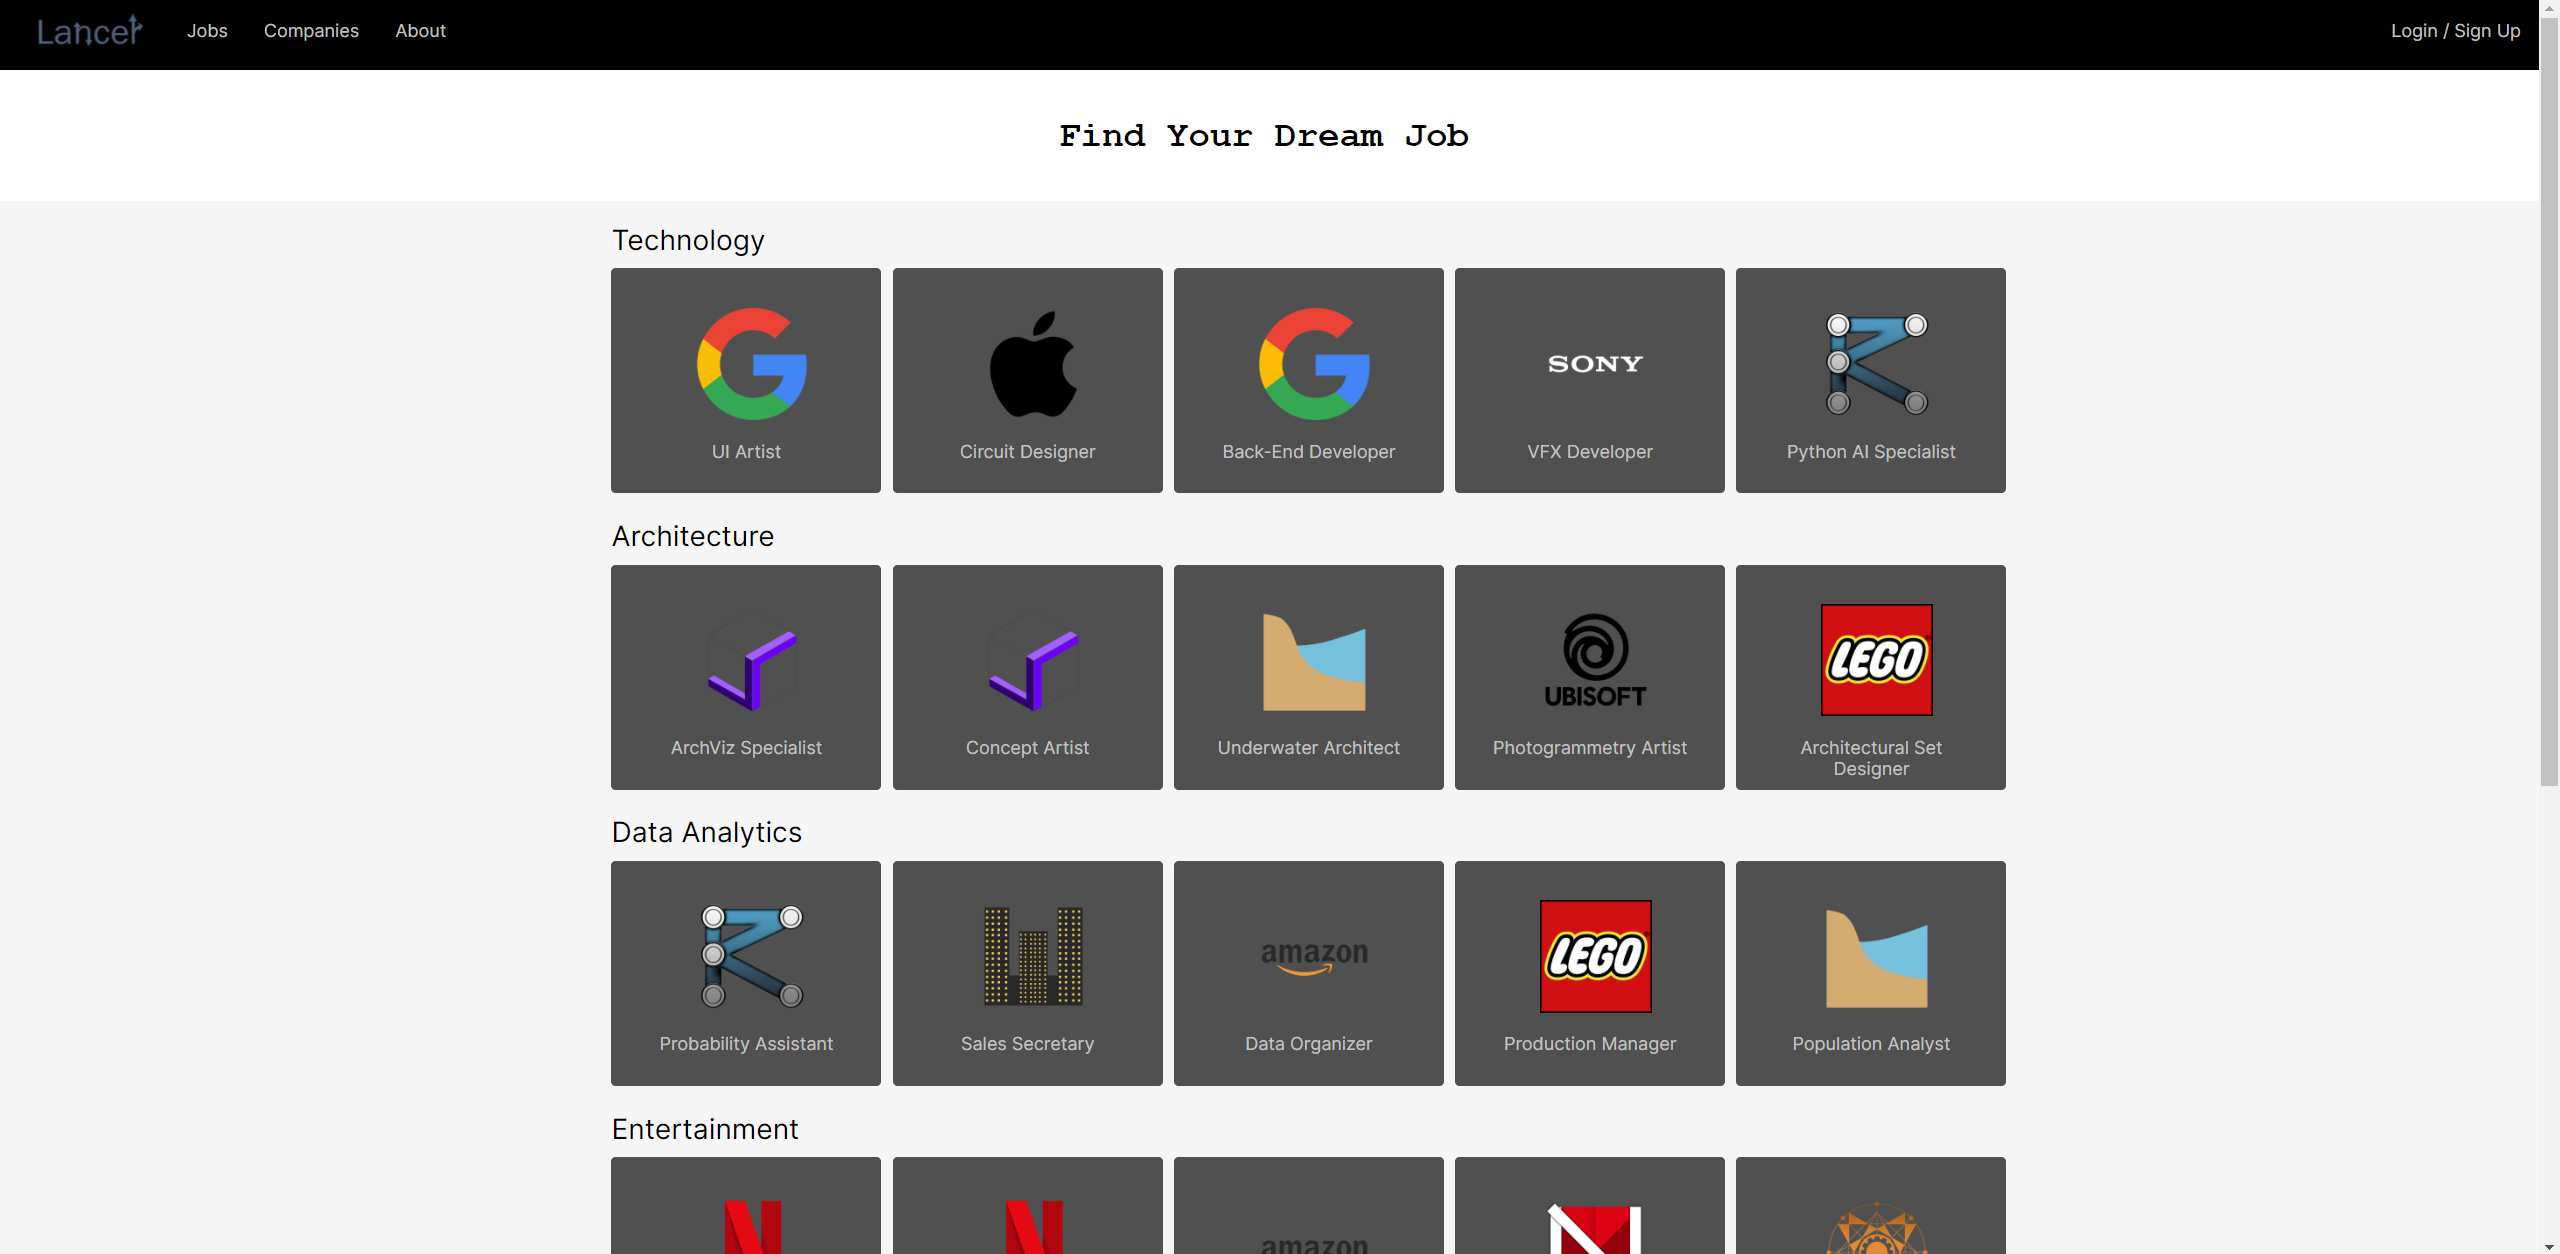 Lancer
Jobs
Companies
About
Login / Sign Up
Find Your Dream Job
Technology
SONY
UI Artist
Circuit Designer
Back-End Developer
VFX Developer
Python AI Specialist
Architecture
UBISOFT
LEGO
ArchViz Specialist
Concept Artist
Underwater Architect
Photogrammetry Artist
Architectural Set
Designer
Data Analytics
amazon
LEGO
Probability Assistant
Sales Secretary
Data Organizer
Production Manager
Population Analyst
Entertainment
amazon